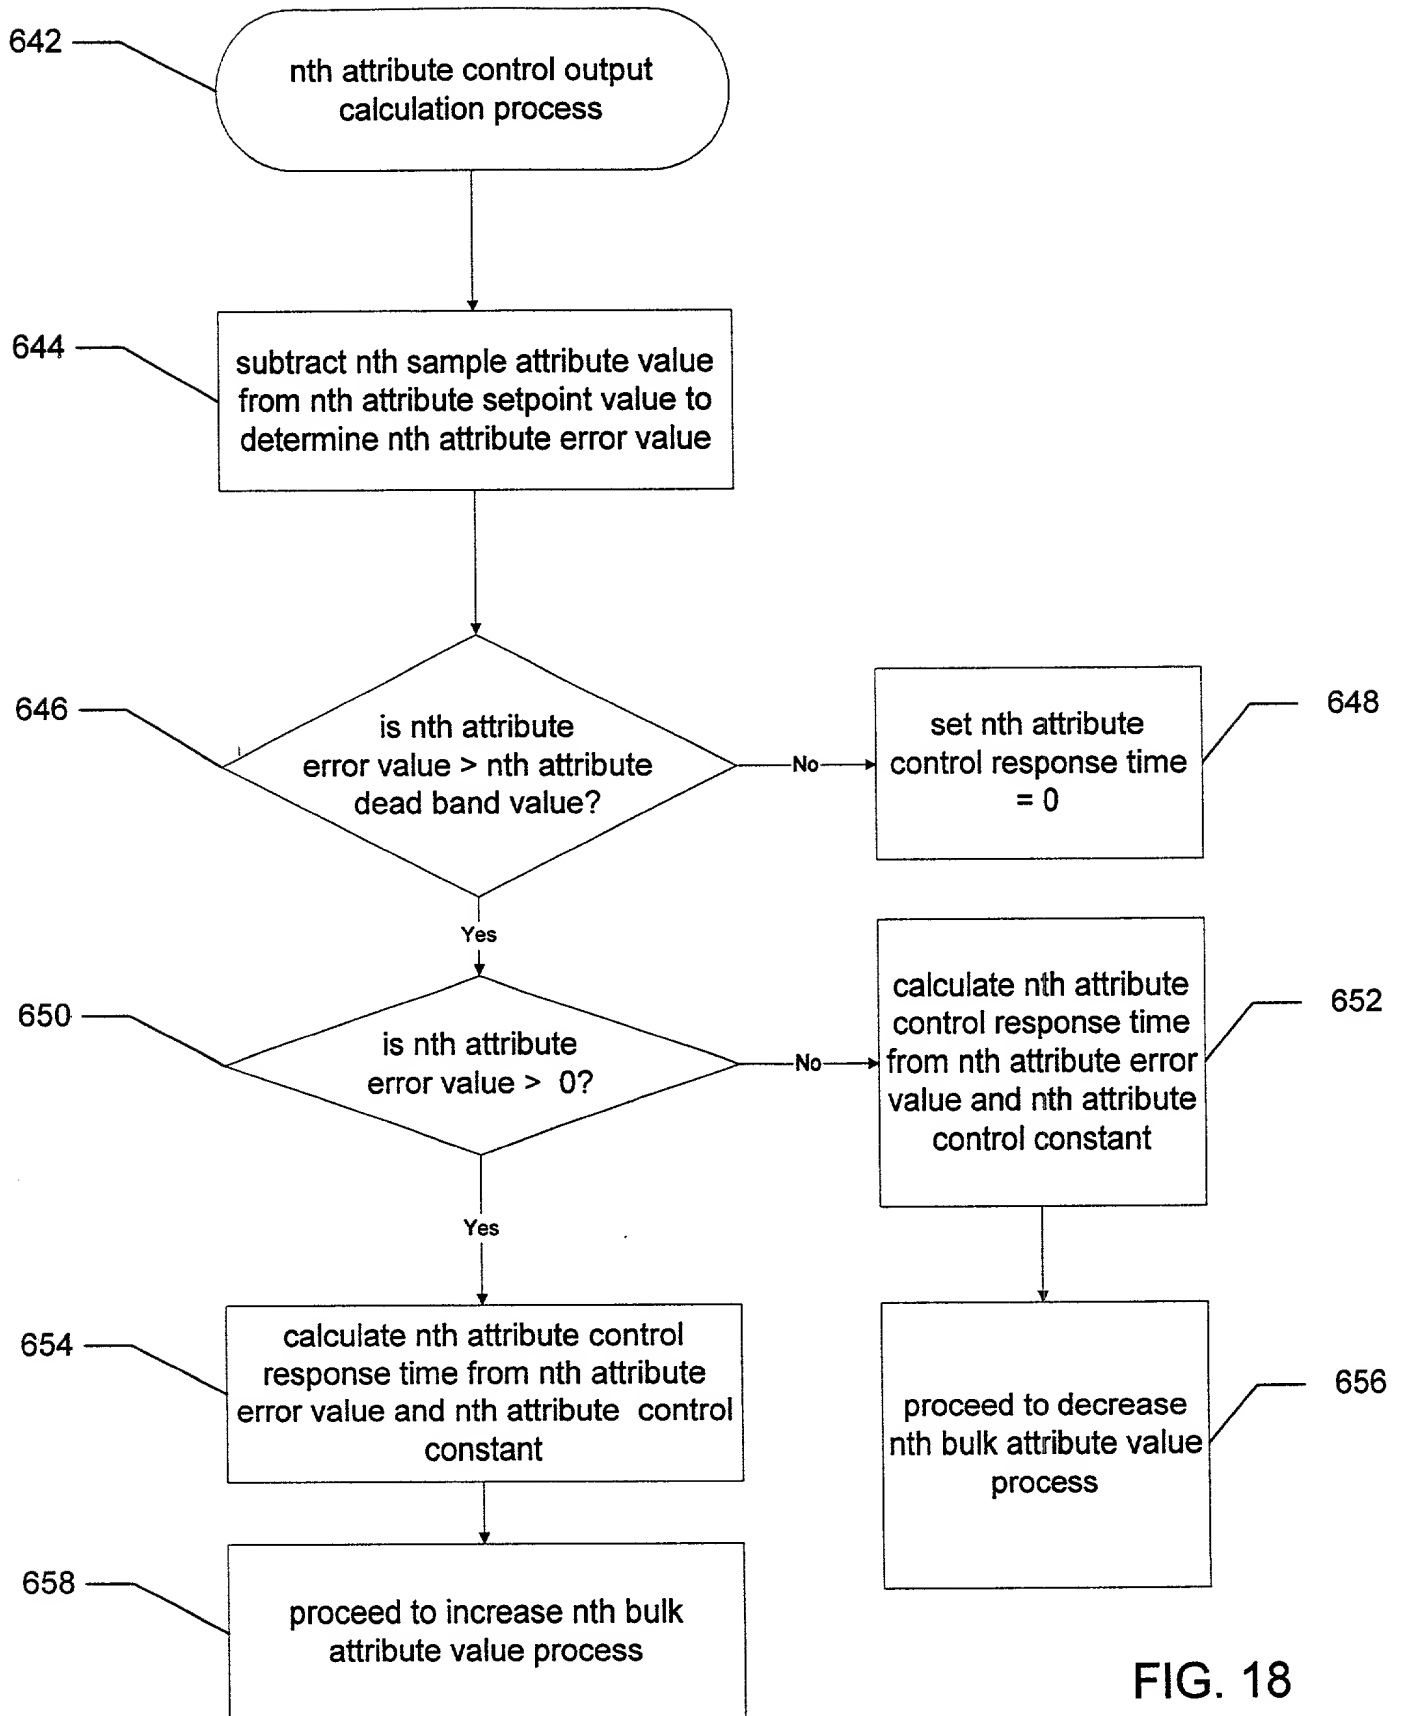 642
nth attribute control output
calculation process
644
subtract nth sample attribute value
from nth attribute setpoint value to
determine nth attribute error value
646
is nth attribute
error value > nth attribute
dead band value?
No
set nth attribute
control response time
= 0
648
Yes
650
is nth attribute
error value > 0?
No
calculate nth attribute
control response time
from nth attribute error
value and nth attribute
control constant
652
Yes
654
calculate nth attribute control
response time from nth attribute
error value and nth attribute control
constant
proceed to decrease
nth bulk attribute value
process
656
658
proceed to increase nth bulk
attribute value process
FIG. 18